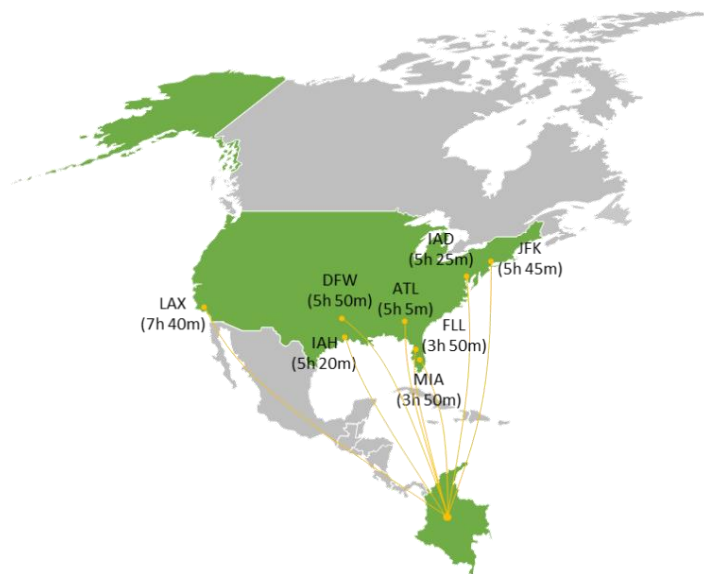 IAD
(5h 25m)
JFK
(5h 45m)
DFW
(5h 50m)
ATL
(5h 5m)
LAX
(7h 40m)
FLL
(3h 50m)
IAH
(5h 20m)
MIA
(3h 50m)